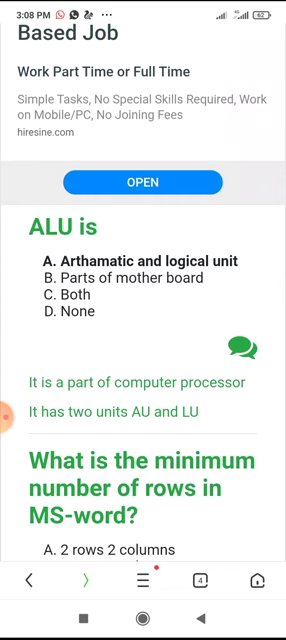 3:08 PM
62
Based Job
Work Part Time or Full Time
Simple Tasks, No Special Skills Required, Work
on Mobile/PC, No Joining Fees
hiresine.com
OPEN
ALU is
A. Arthamatic and logical unit
B. Parts of mother board
C. Both
D. None
It is a part of computer processor
It has two units AU and LU
What is the minimum
number of rows in
MS-word?
A. 2 rows 2 columns
4